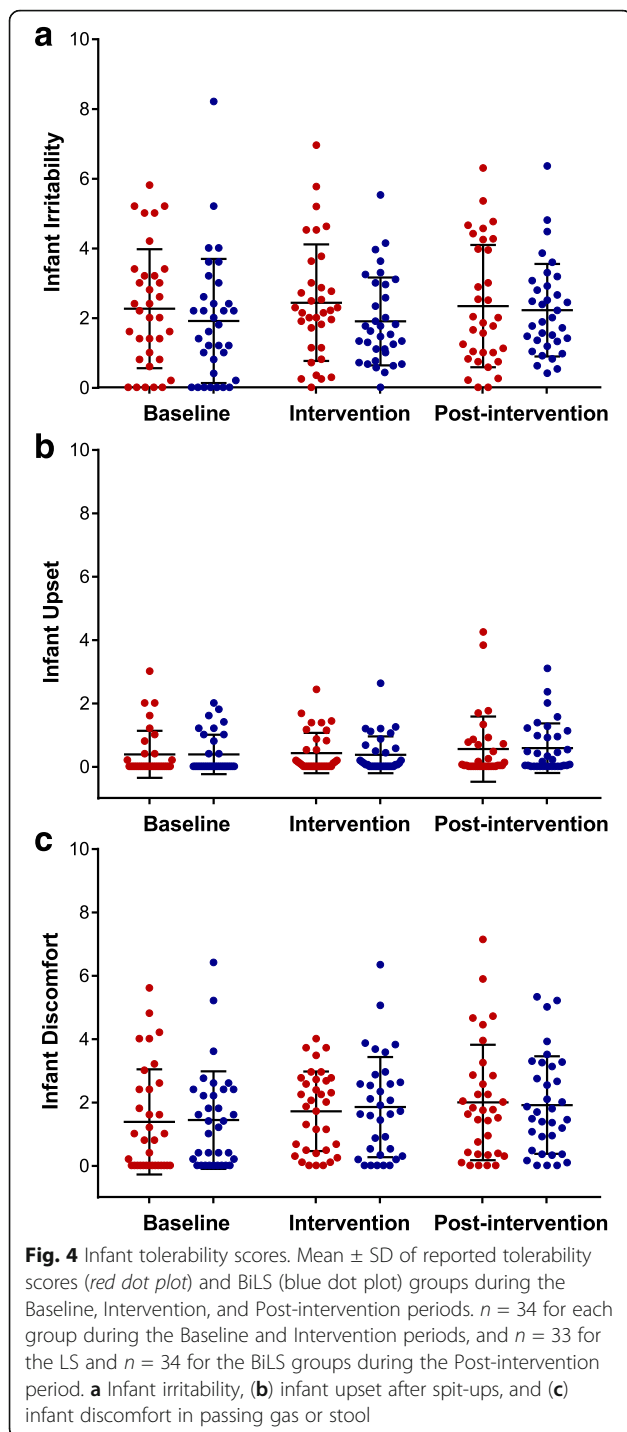 a
10
8
6
4
2
0
Infant Irritability
Baseline Intervention Post-intervention
b
10
8
6
4
2
0
Infant Upset
Baseline Intervention Post-intervention
c
10
8
6
4
2
0
Infant Discomfort
Baseline Intervention Post-intervention
Fig. 4 Infant tolerability scores. Mean ± SD of reported tolerability
scores (red dot plot) and BiLS (blue dot plot) groups during the
Baseline, Intervention, and Post-intervention periods. n = 34 for each
group during the Baseline and Intervention periods, and n = 33 for
the LS and n = 34 for the BiLS groups during the Post-intervention
period. a Infant irritability, (b) infant upset after spit-ups, and (c)
infant discomfort in passing gas or stool